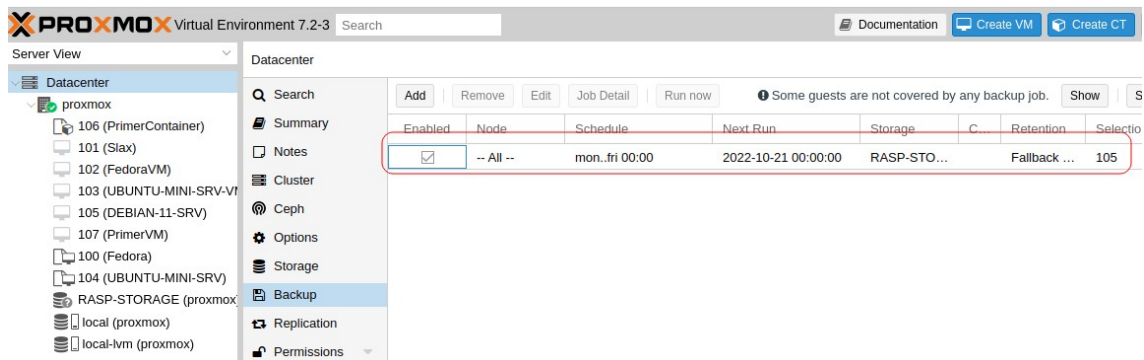 PROXMOX Virtual Environment 7.2-3 Search Documentation Create VM Create CT
Server View
Datacenter
proxmox
106 (PrimerContainer)
101 (Slax)
102 (FedoraVM)
103 (UBUNTU-MINI-SRV-VM
105 (DEBIAN-11-SRV)
107 (PrimerVM)
100 (Fedora)
104 (UBUNTU-MINI-SRV)
RASP-STORAGE (proxmox)
local (proxmox)
local-lvm (proxmox)
Datacenter
Search
Summary
Notes
Cluster
Ceph
Options
Storage
Backup
Replication
Permissions
Add Remove Edit Job Detail Run now Some guests are not covered by any backup job. Show S
Enabled Node Schedule Next Run Storage C... Retention Selectio
-- All -- mon..fri 00:00 2022-10-21 00:00:00 RASP-STO... Fallback ... 105